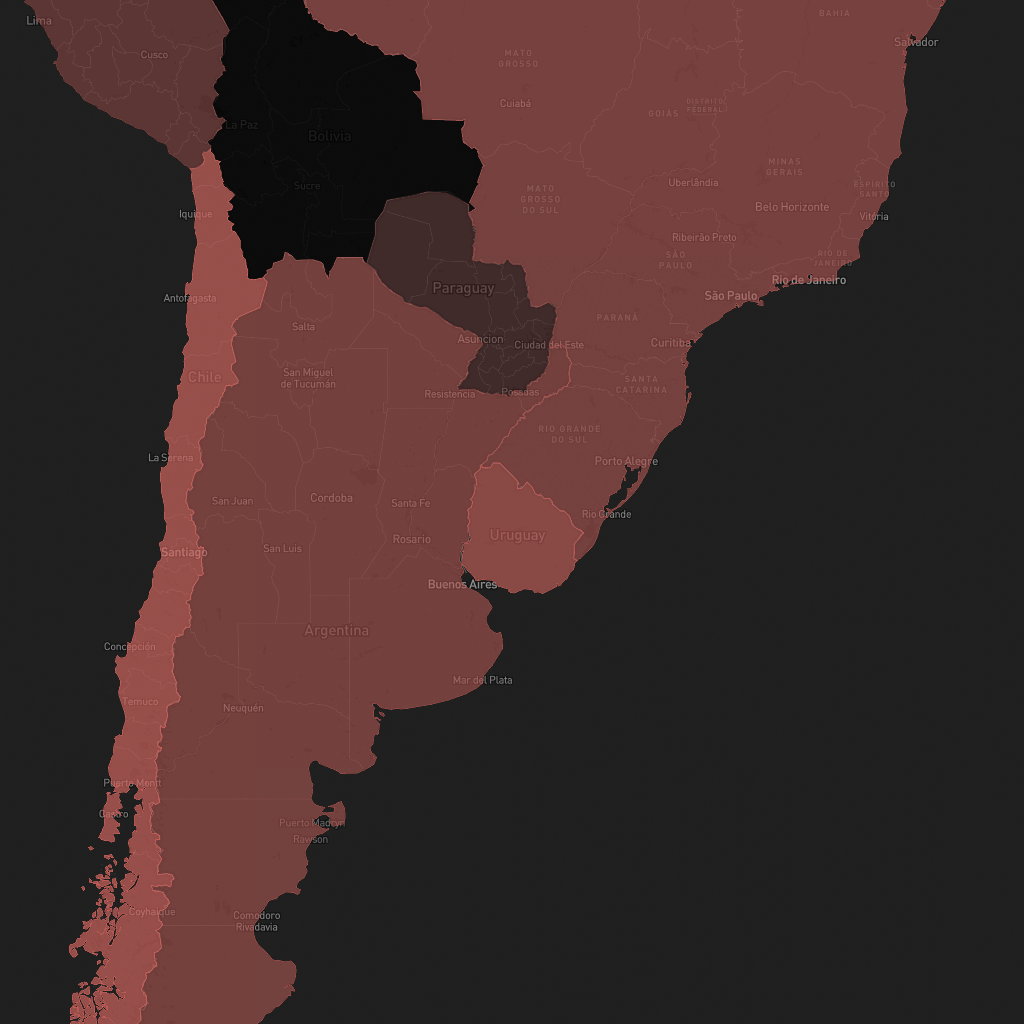 BAHIA
Lima
Salvador
Cusco
MATO
GROSSO
Cuiabá
DISTRITO
FEDERAL
GOIÁS
La Paz
Bolivia
MINAS
GERAIS
Sucre
Uberlândia
ESPÍRITO
SANTO
MATO
GROSSO
DO SUL
Belo Horizonte
Iquique
Vitória
Ribeirão Preto
SÃO
PAULO
RIO DE
JANEIRO
Rio de Janeiro
Paraguay
São Paulo
Antofagasta
PARANÁ
Salta
Asuncion
Ciudad del Este
Curitiba
San Miguel
de Tucumán
Chile
SANTA
CATARINA
Resistencia
Posadas
RIO GRANDE
DO SUL
La Serena
Porto Alegre
San Juan
Cordoba
Santa Fe
Rio Grande
Uruguay
Rosario
San Luis
Santiago
Buenos Aires
Argentina
Concepción
Mar del Plata
Temuco
Neuquén
Puerto Montt
Castro
Puerto Madryn
Rawson
Coyhaique
Comodoro
Rivadavia